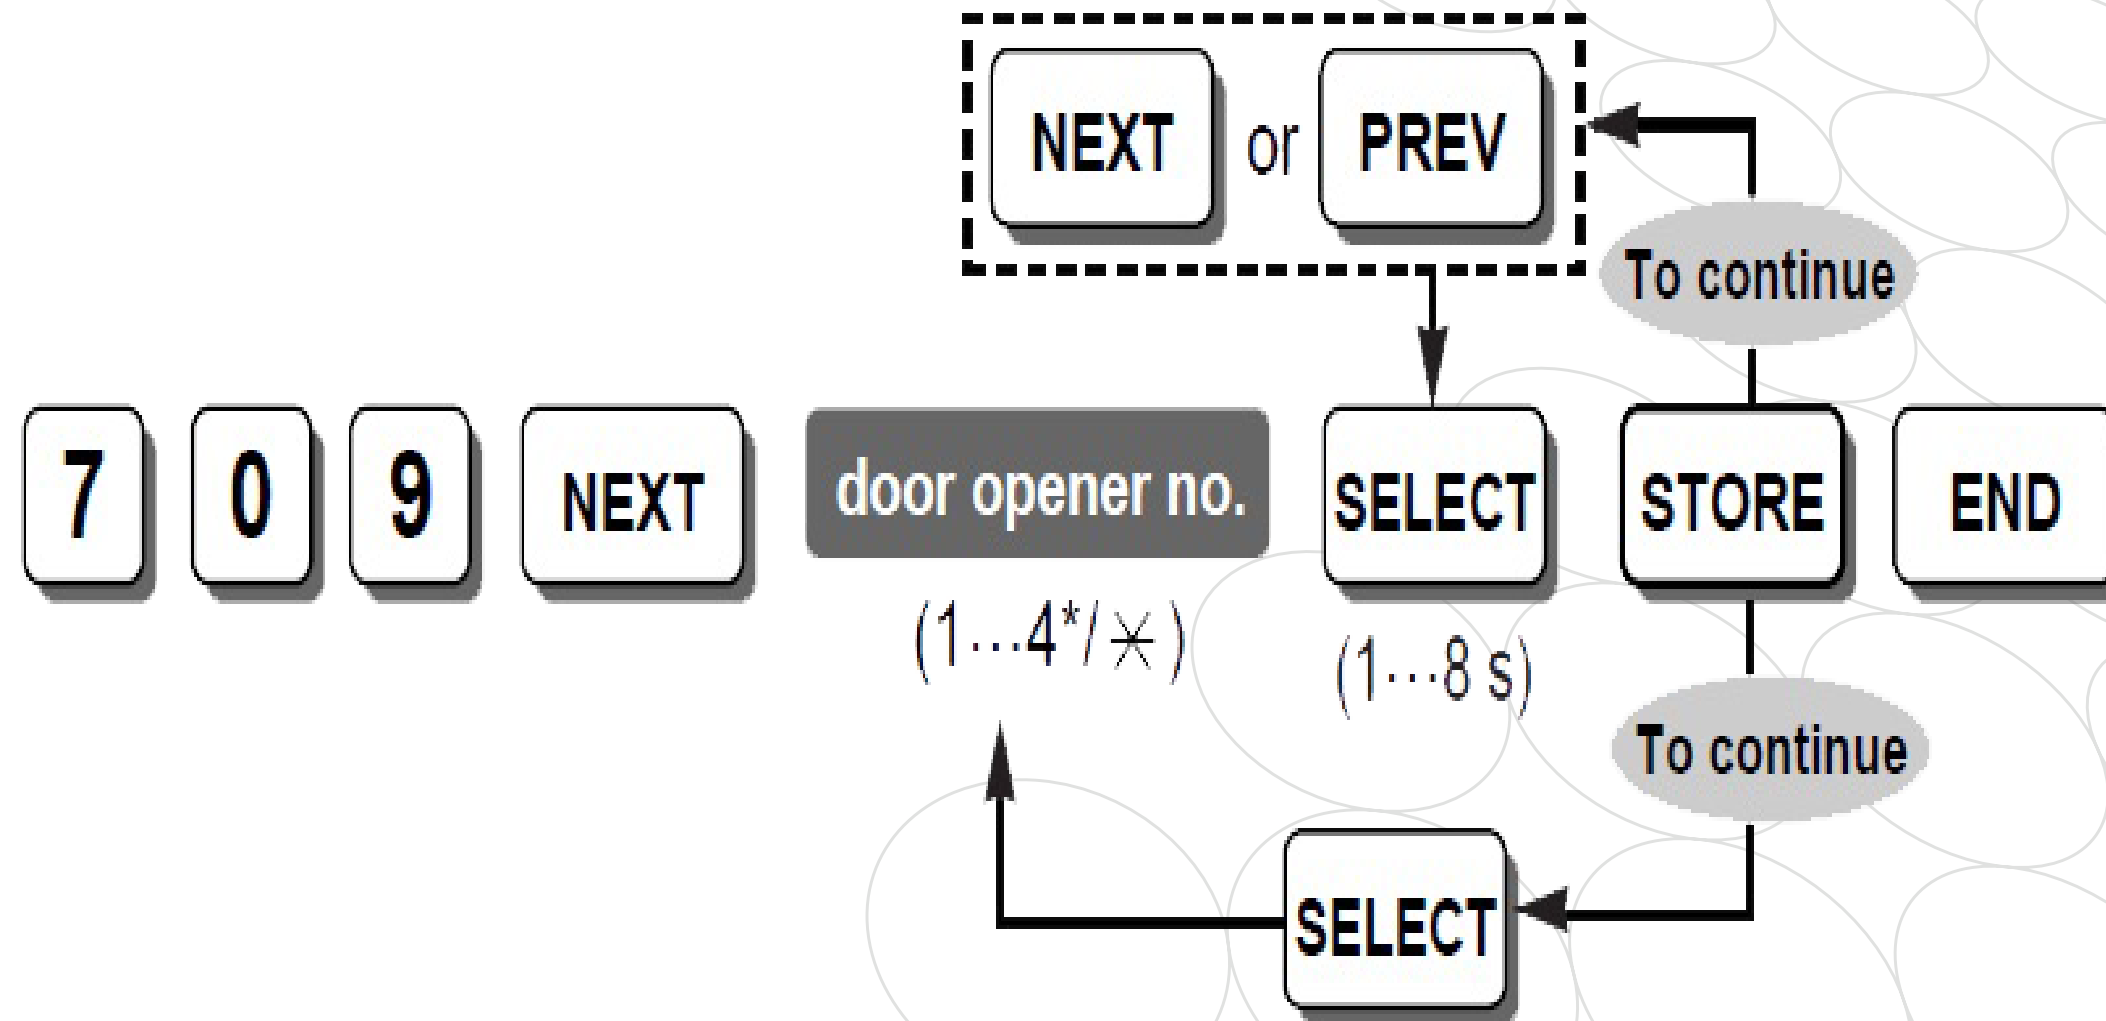 NEXT or PREV
To continue
7 0 9 NEXT door opener no. SELECT STORE END
(1···4*/✳)
(1···8 s)
To continue
SELECT